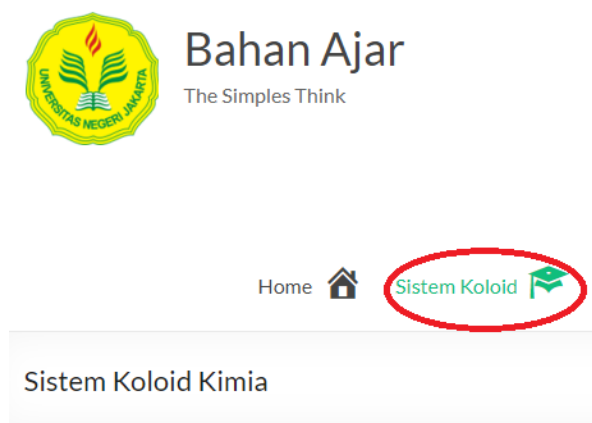 UNIVERSITAS NEGERI JAKARTA
Bahan Ajar
The Simples Think
Home
Sistem Koloid
Sistem Koloid Kimia